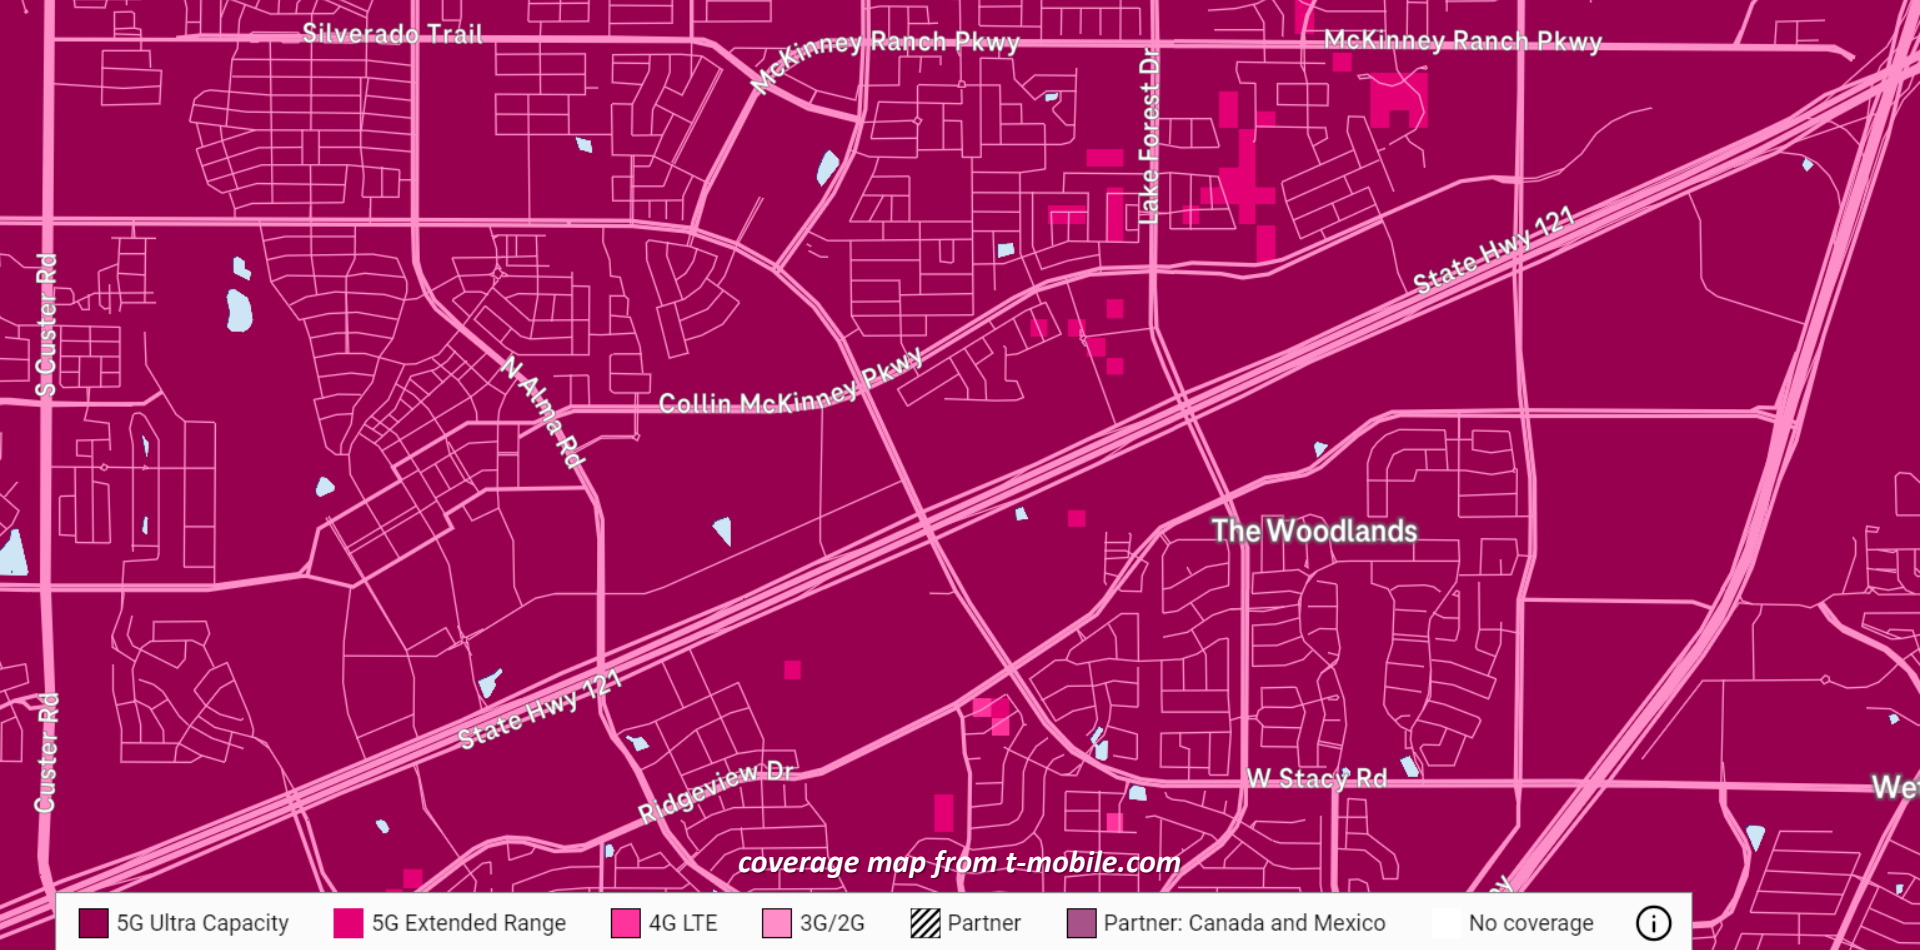 Silverado Trail
McKinney Ranch Pkwy
McKinney Ranch Pkwy
Lake Forest Dr
State Hwy 121
S Custer Rd
N Alma Rd
Collin McKinney Pkwy
The Woodlands
State Hwy 121
Custer Rd
Ridgeview Dr
W Stacy Rd
We
coverage map from t-mobile.com
5G Ultra Capacity
5G Extended Range
4G LTE
3G/2G
Partner
Partner: Canada and Mexico
No coverage